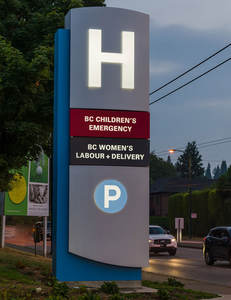 H
BC CHILDREN'S
EMERGENCY
BC WOMEN'S
LABOUR + DELIVERY
P